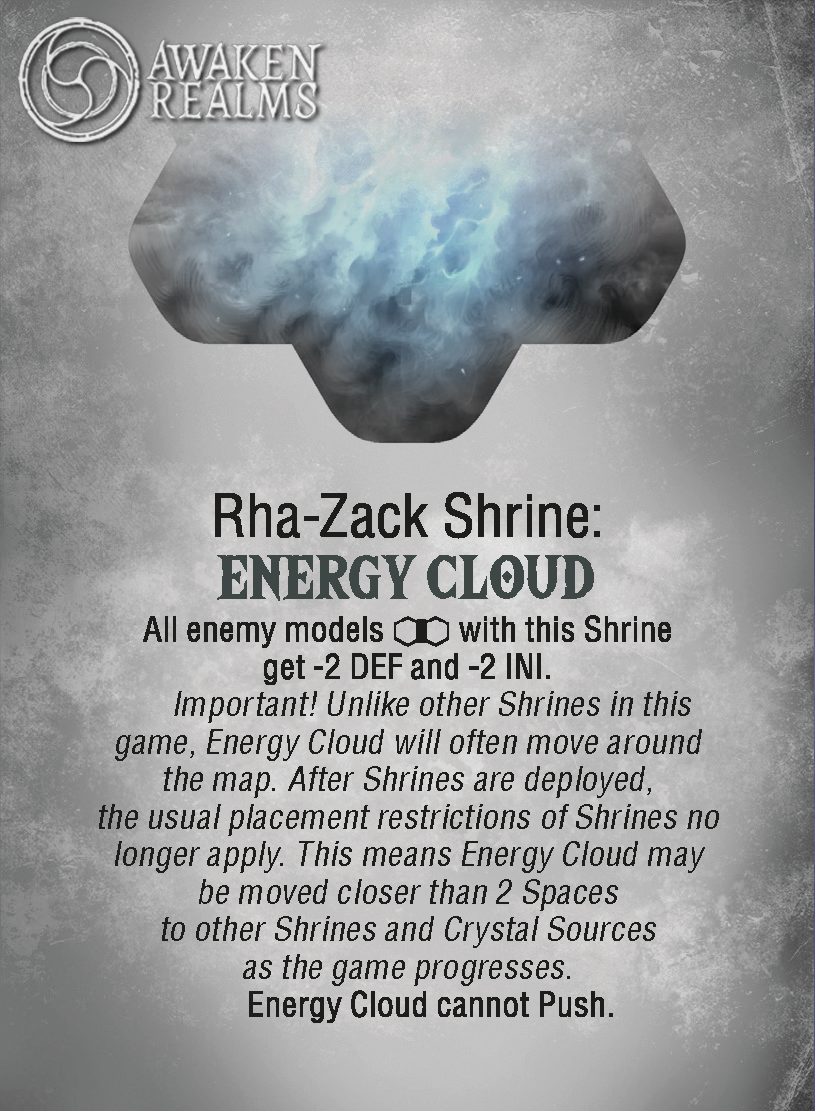 AWAKEN
REALMS
Rha-Zack Shrine:
ENERGY CLOUD
All enemy models with this Shrine
get -2 DEF and -2 INI.
Important! Unlike other Shrines in this
game, Energy Cloud will often move around
the map. After Shrines are deployed,
the usual placement restrictions of Shrines no
longer apply. This means Energy Cloud may
be moved closer than 2 Spaces
to other Shrines and Crystal Sources
as the game progresses.
Energy Cloud cannot Push.